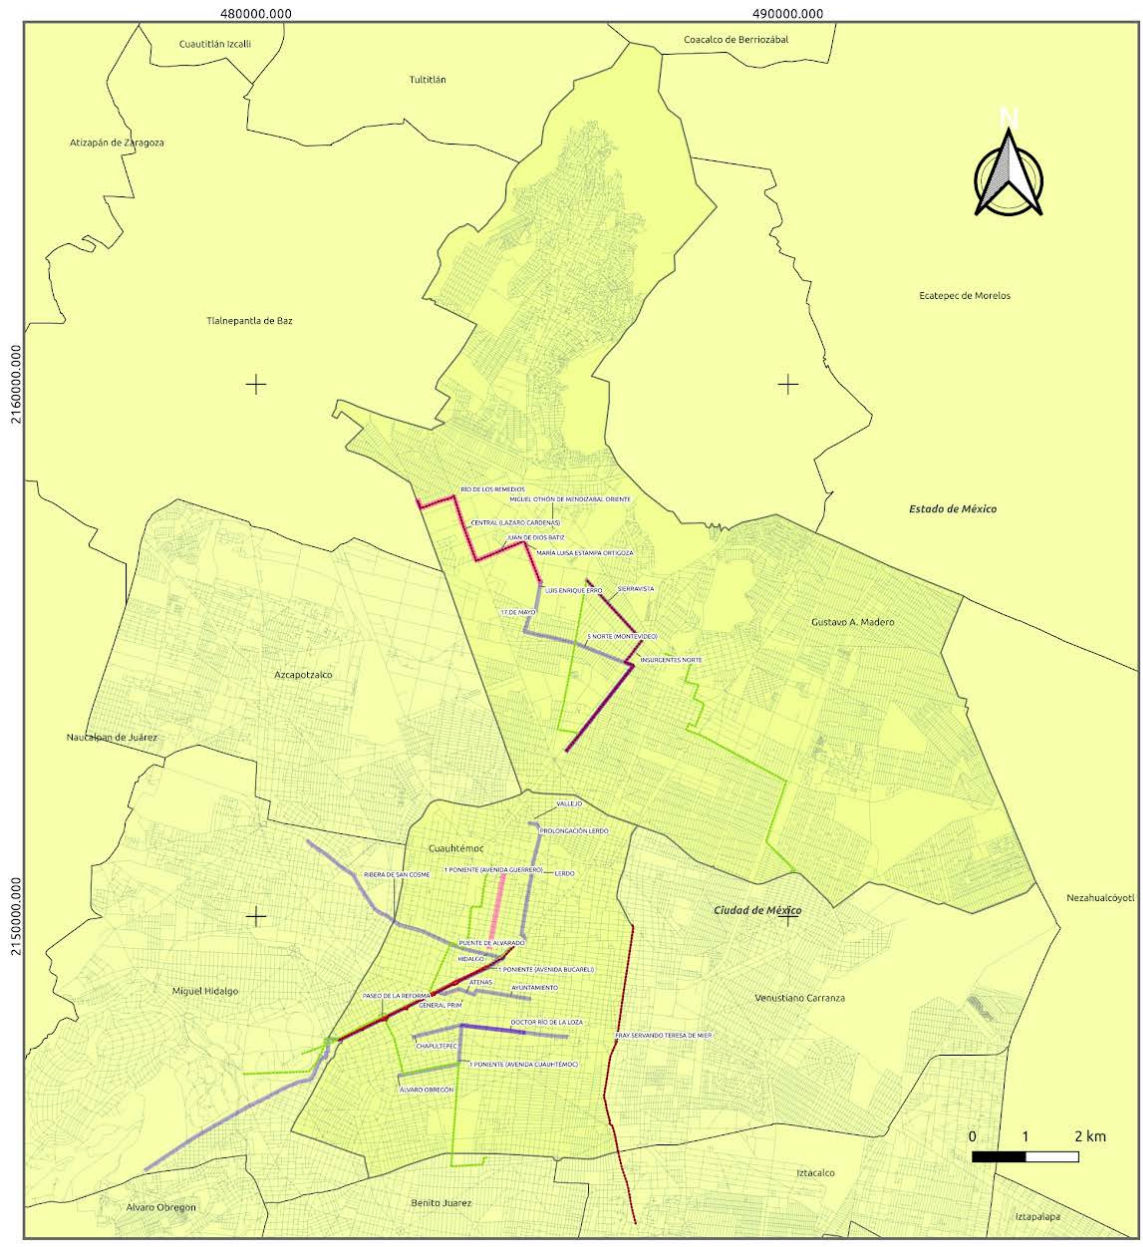 480000.000
490000.000
Cuautitlán Izcalli
Coacalco de Berriozábal
Tultitlán
N
Atizapán de Zaragoza
Ecatepec de Morelos
Tlalnepantla de Baz
2160000.000
RÍO DE LOS REMEDIOS
MIGUEL OTHÓN DE MENDIZABAL ORIENTE
Estado de México
CENTRAL (LAZARO CARDENAS)
JUAN DE DIOS BATIZ
MARÍA LUISA ESTAMPA ORTIGOZA
LUIS ENRIQUE ERRO
SIERRAVISTA
17 DE MAYO
Gustavo A. Madero
5 NORTE (MONTEVIDEO)
INSURGENTES NORTE
Azcapotzalco
Naucalpan de Juárez
VALLEJO
PROLONGACIÓN LERDO
Cuauhtémoc
1 PONIENTE (AVENIDA GUERRERO)
LERDO
RIBERA DE SAN COSME
Nezahualcóyotl
2150000.000
Ciudad de México
PUENTE DE ALVARADO
HIDALGO
1 PONIENTE (AVENIDA BUCARELI)
ATENAS
AYUNTAMIENTO
Miguel Hidalgo
PASEO DE LA REFORMA
GENERAL PRIM
Venustiano Carranza
DOCTOR RÍO DE LA LOZA
FRAY SERVANDO TERESA DE MIER
CHAPULTEPEC
1 PONIENTE (AVENIDA CUAUHTÉMOC)
ÁLVARO OBREGÓN
0 1 2 km
Iztacalco
Alvaro Obregon
Benito Juarez
Iztapalapa